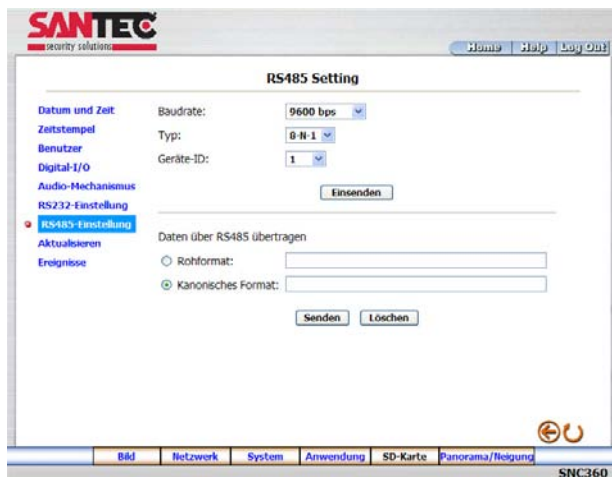 SANTEC
security solutions
Home Help Log Out
RS485 Setting
Datum und Zeit
Zeitstempel
Benutzer
Digital-I/O
Audio-Mechanismus
RS232-Einstellung
RS485-Einstellung
Aktualisieren
Ereignisse
Baudrate: 9600 bps
Typ: 8-N-1
Geräte-ID: 1
Einsenden
Daten über RS485 übertragen
Rohformat:
Kanonisches Format:
Senden Löschen
Bild Netzwerk System Anwendung SD-Karte Panorama/Neigung
SNC360